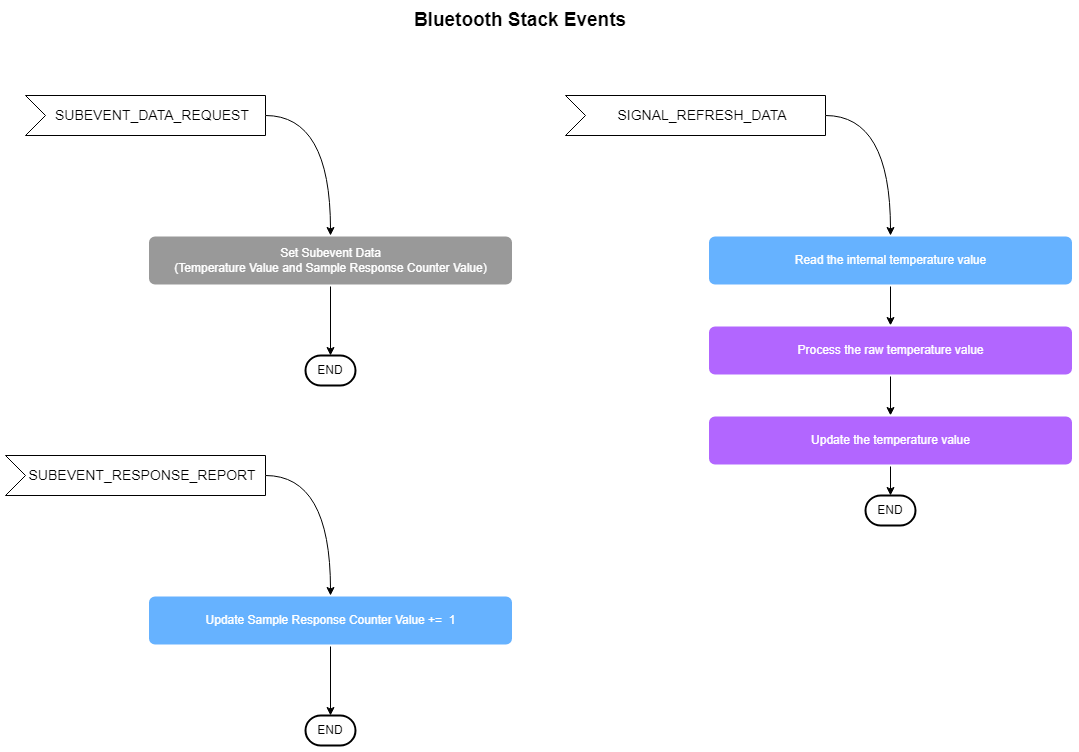 Bluetooth Stack Events
SUBEVENT_DATA_REQUEST
Set Subevent Data
(Temperature Value and Sample Response Counter Value)
END
SUBEVENT_RESPONSE_REPORT
Update Sample Response Counter Value += 1
END
SIGNAL_REFRESH_DATA
Read the internal temperature value
Process the raw temperature value
Update the temperature value
END